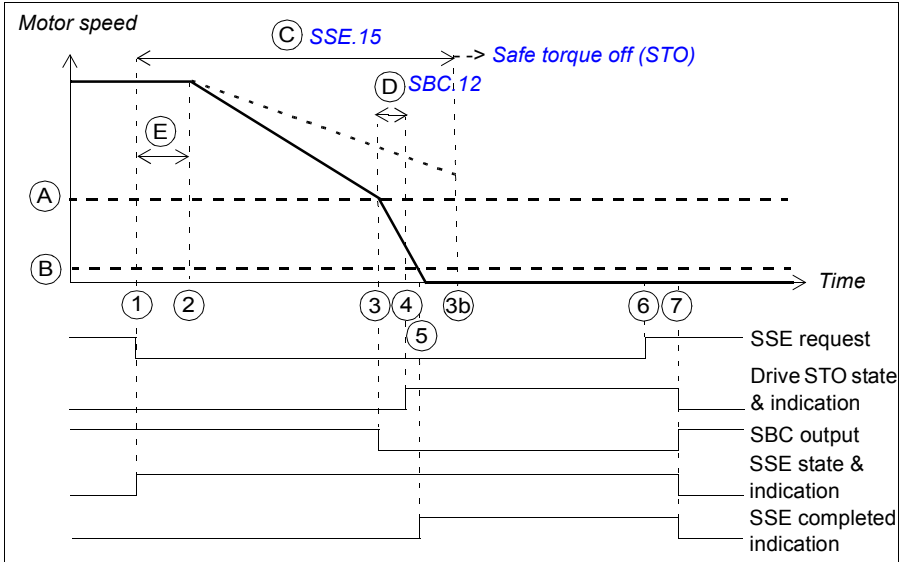 Motor speed
C SSE.15
Safe torque off (STO)
D SBC.12
E
A
B
Time
1 2 3 4 3b 6 7
5
SSE request
Drive STO state
& indication
SBC output
SSE state &
indication
SSE completed
indication